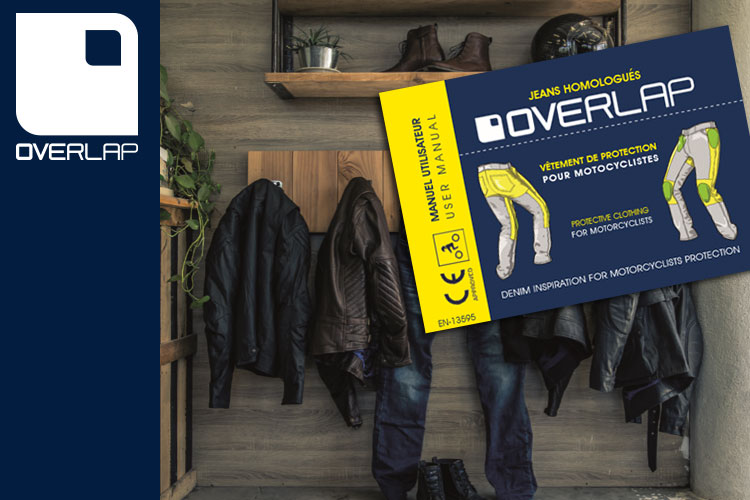 OVERLAP
JEANS HOMOLOGUÉS
OVERLAP
VÊTEMENT DE PROTECTION
POUR MOTOCYCLISTES
PROTECTIVE CLOTHING
FOR MOTORCYCLISTS
DENIM INSPIRATION FOR MOTORCYCLISTS PROTECTION
MANUEL UTILISATEUR
USER MANUAL
CE
APPROVED
EN-13595